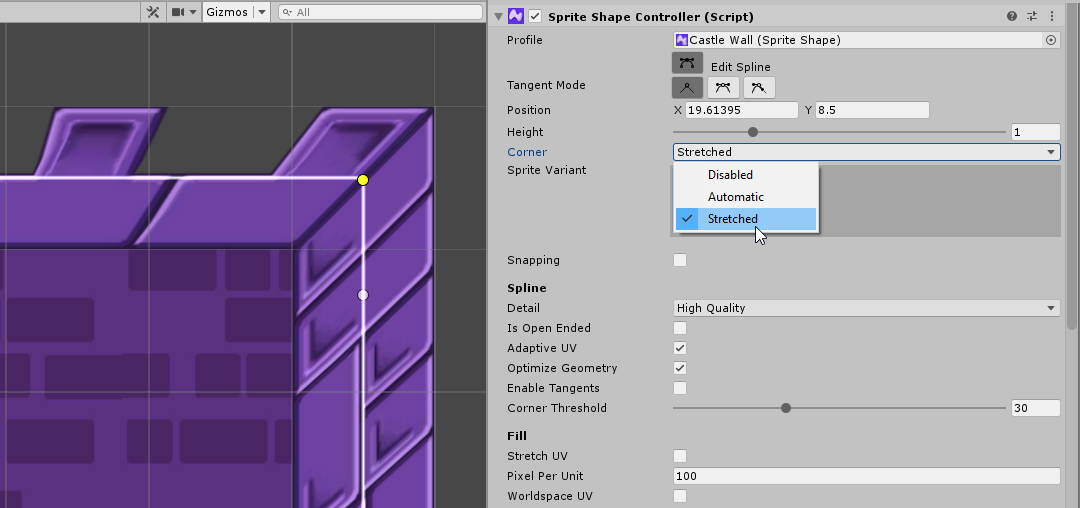 Gizmos All
Sprite Shape Controller (Script)
Profile Castle Wall (Sprite Shape)
Edit Spline
Tangent Mode
Position X 19.61395 Y 8.5
Height 1
Corner Stretched
Sprite Variant
Disabled
Automatic
Stretched
Snapping
Spline
Detail High Quality
Is Open Ended
Adaptive UV
Optimize Geometry
Enable Tangents
Corner Threshold 30
Fill
Stretch UV
Pixel Per Unit 100
Worldspace UV